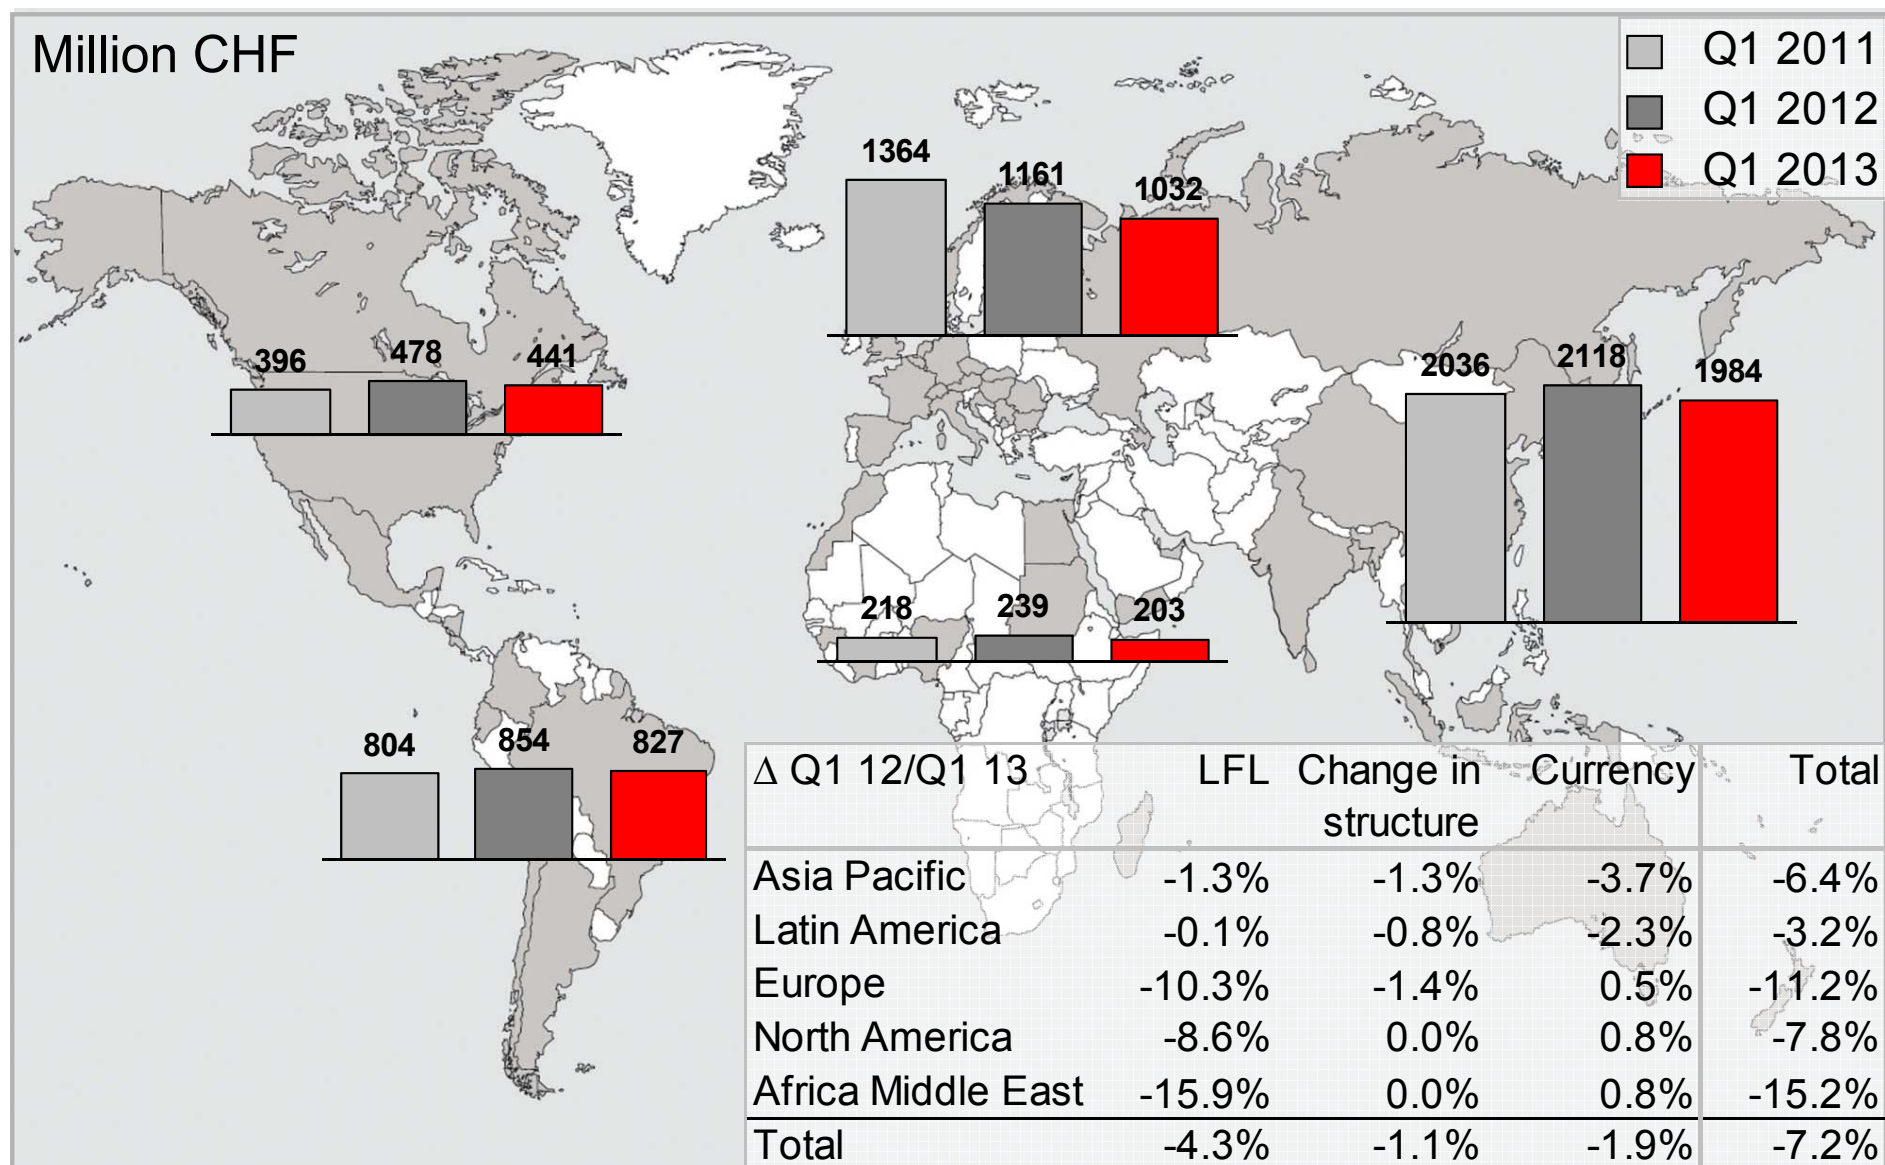 Million CHF
Q1 2011
Q1 2012
Q1 2013
1364
1161
1032
396
478
441
2036
2118
1984
218
239
203
804
854
827
Δ Q1 12/Q1 13 LFL Change in structure Currency Total
Asia Pacific -1.3% -1.3% -3.7% -6.4%
Latin America -0.1% -0.8% -2.3% -3.2%
Europe -10.3% -1.4% 0.5% -11.2%
North America -8.6% 0.0% 0.8% -7.8%
Africa Middle East -15.9% 0.0% 0.8% -15.2%
Total -4.3% -1.1% -1.9% -7.2%